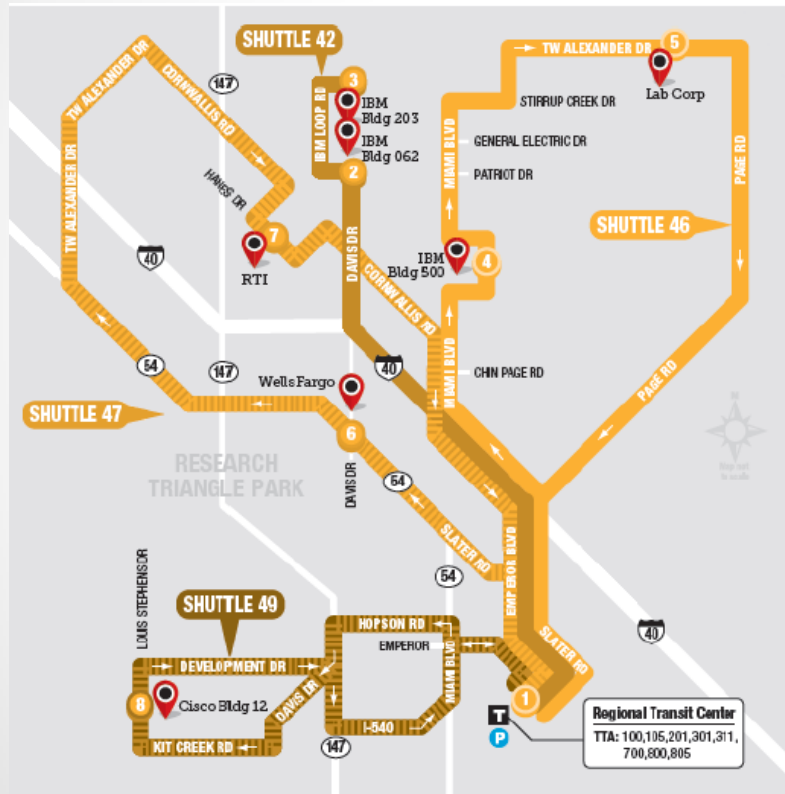 SHUTTLE 42
TW ALEXANDER DR
5
TW ALEXANDER DR
CORNWALLIS RD
147
3
IBM
Bldg 203
IBM
Bldg 062
IBM LOOP RD
2
Lab Corp
STIRRUP CREEK DR
GENERAL ELECTRIC DR
PATRIOT DR
MIAMI BLVD
PAGE RD
HANES DR
7
RTI
TW ALEXANDER DR
40
DAVIS DR
CORNWALLIS RD
IBM
Bldg 500
4
SHUTTLE 46
MIAMI BLVD
CHIN PAGE RD
40
54
147
Wells Fargo
6
SHUTTLE 47
PAGE RD
RESEARCH
TRIANGLE PARK
DAVIS DR
54
SLATER RD
54
EMPEROR BLVD
SLATER RD
40
LOUIS STEPHENS DR
SHUTTLE 49
HOPSON RD
EMPEROR
MIAMI BLVD
DEVELOPMENT DR
8
Cisco Bldg 12
DAVIS DR
KIT CREEK RD
I-540
147
1
T
P
Regional Transit Center
TTA: 100,105,201,301,311,
700,800,805